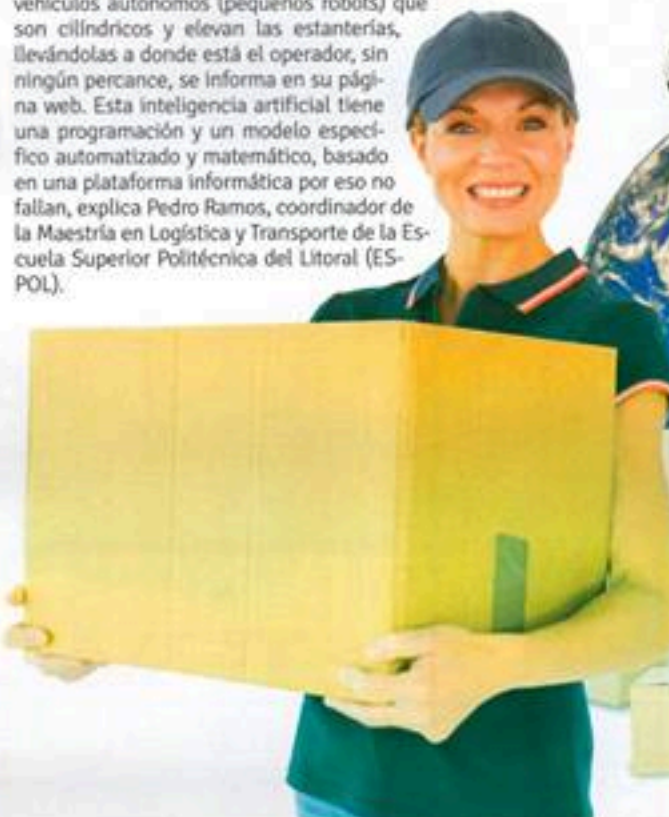 vehículos autónomos (pequeños robots) que
son cilíndricos y elevan las estanterías,
llevándolas a donde está el operador, sin
ningún percance, se informa en su pági-
na web. Esta inteligencia artificial tiene
una programación y un modelo especí-
fico automatizado y matemático, basado
en una plataforma informática por eso no
fallan, explica Pedro Ramos, coordinador de
la Maestría en Logística y Transporte de la Es-
cuela Superior Politécnica del Litoral (ES-
POL).